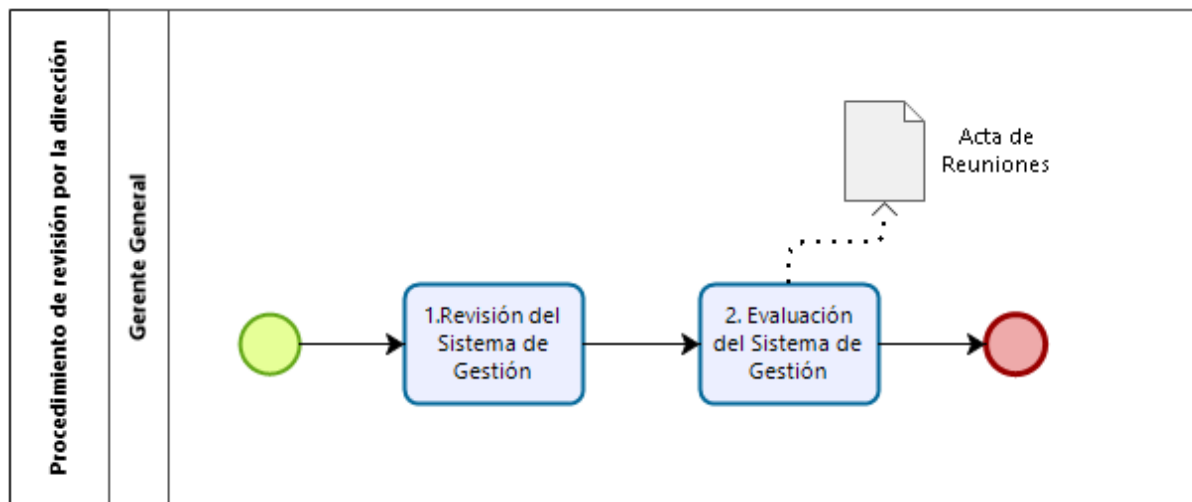 Procedimiento de revisión por la dirección
Gerente General
Acta de
Reuniones
1.Revisión del
Sistema de
Gestión
2. Evaluación
del Sistema de
Gestión